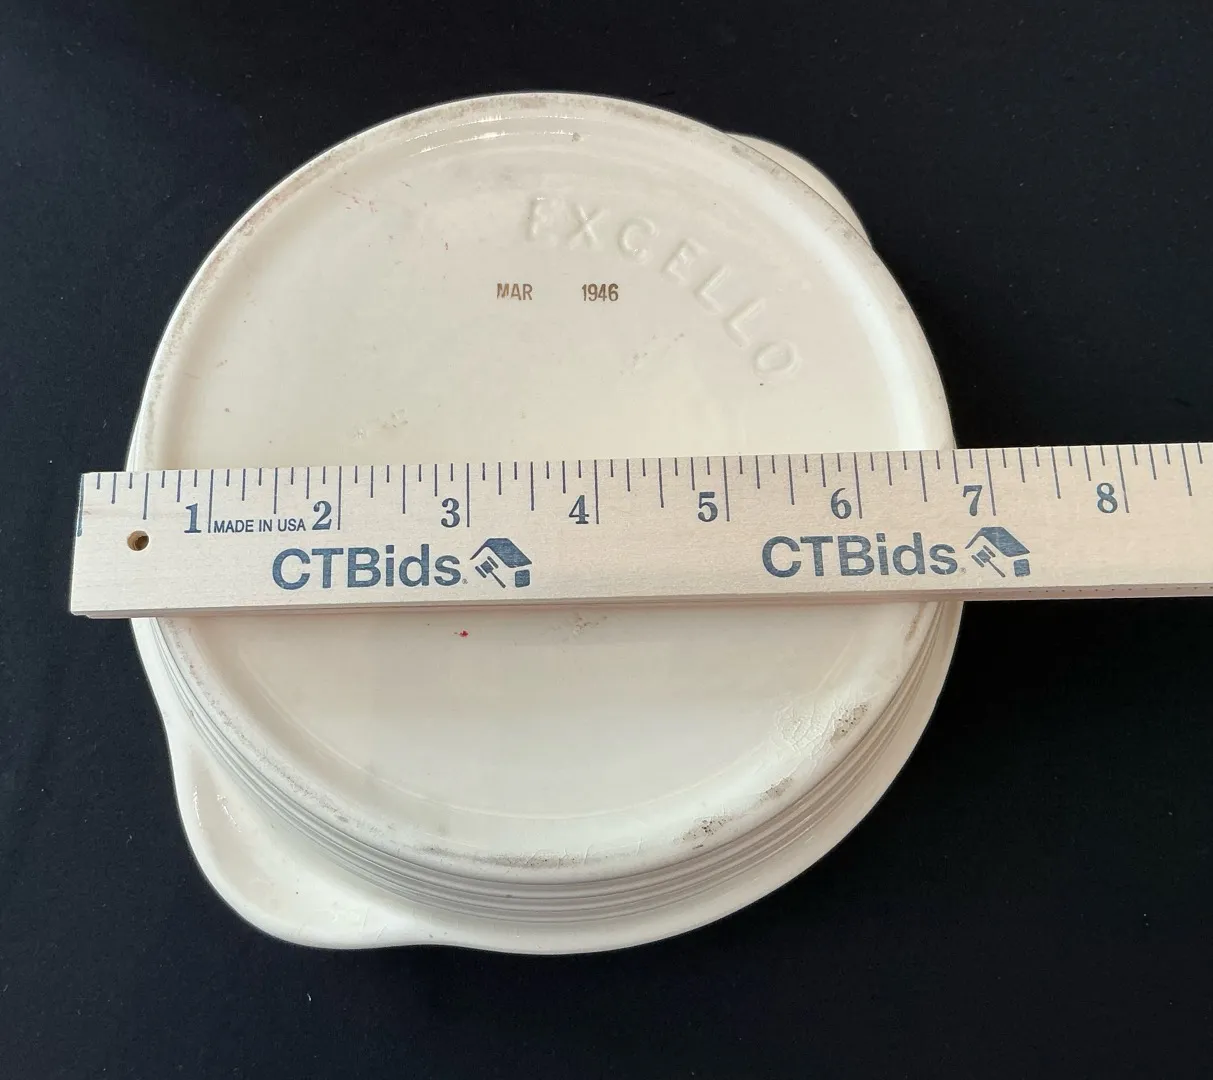 EXCELLO
MAR 1946
1 2 3 4 5 6 7 8
MADE IN USA
CTBids® CTBids®